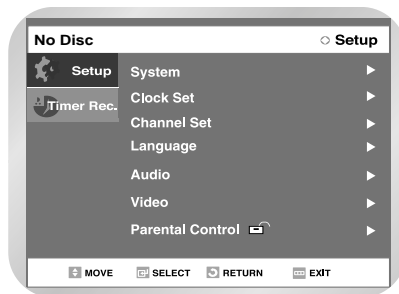 No Disc Setup
Setup System
Clock Set
Timer Rec.
Channel Set
Language
Audio
Video
Parental Control
MOVE SELECT RETURN EXIT